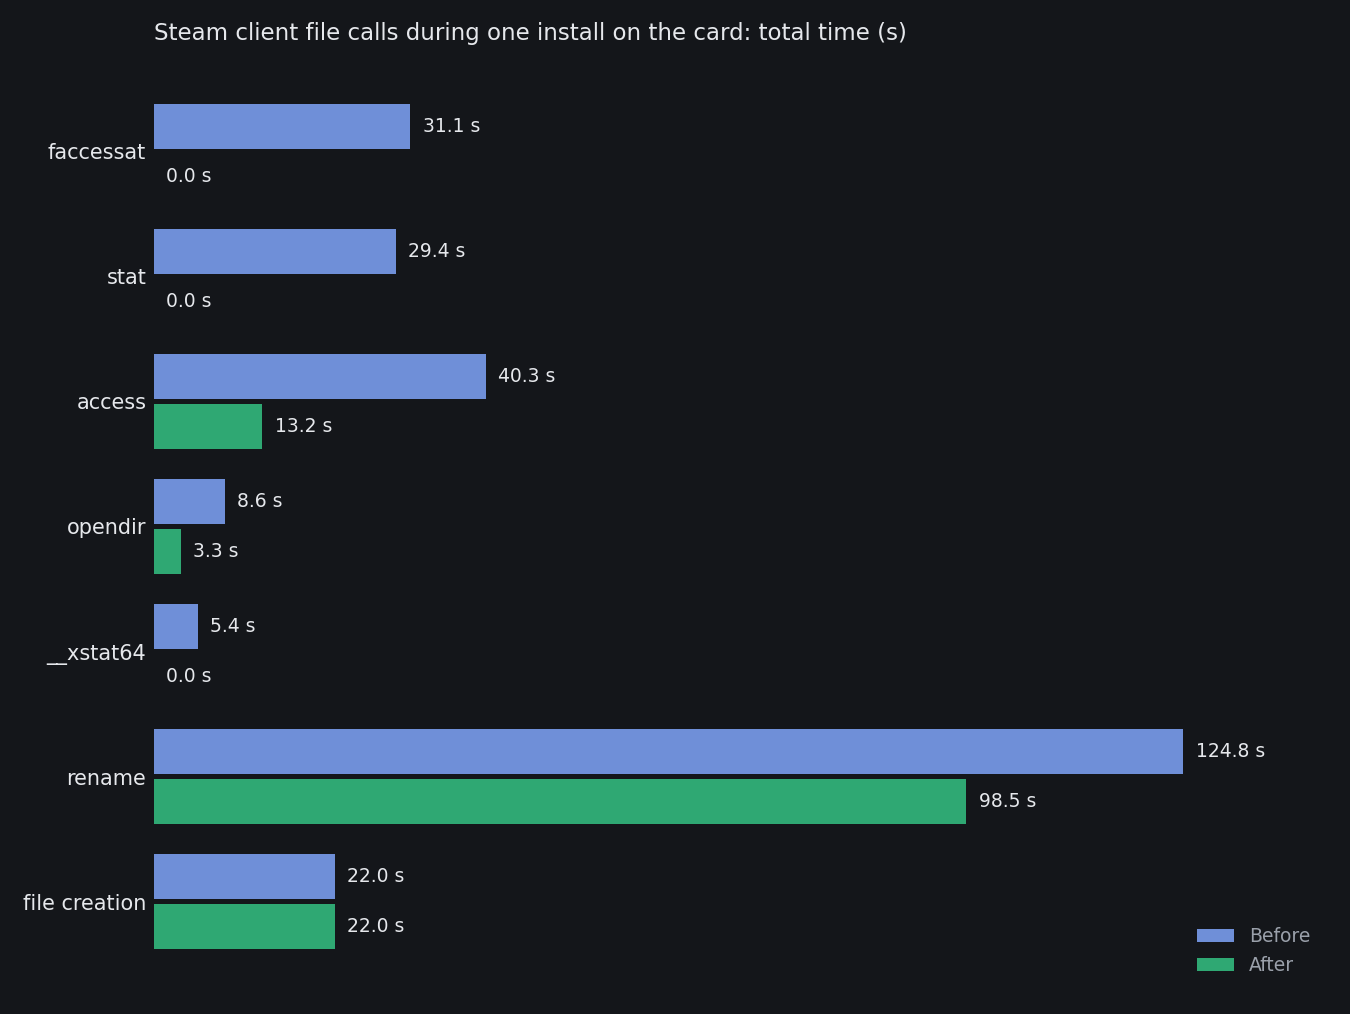 Steam client file calls during one install on the card: total time (s)
faccessat
31.1 s
0.0 s
stat
29.4 s
0.0 s
access
40.3 s
13.2 s
opendir
8.6 s
3.3 s
__xstat64
5.4 s
0.0 s
rename
124.8 s
98.5 s
file creation
22.0 s
22.0 s
Before
After